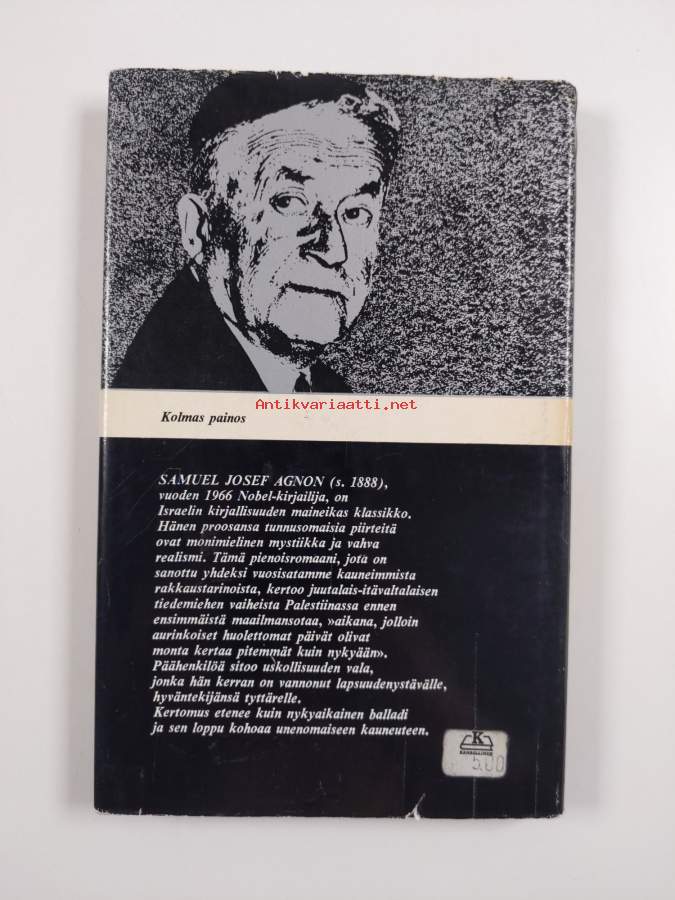 Antikvariaatti.net
Kolmas painos
SAMUEL JOSEF AGNON (s. 1888),
vuoden 1966 Nobel-kirjailija, on
Israelin kirjallisuuden maineikas klassikko.
Hänen proosansa tunnusomaisia piirteitä
ovat monimielinen mystiikka ja vahva
realismi. Tämä pienoisromaani, jota on
sanottu yhdeksi vuosisatamme kauneimmista
rakkaustarinoista, kertoo juutalais-itävaltalaisen
tiedemiehen vaiheista Palestiinassa ennen
ensimmäistä maailmansotaa, »aikana, jolloin
aurinkoiset huolettomat päivät olivat
monta kertaa pitemmät kuin nykyään».
Päähenkilöä sitoo uskollisuuden vala,
jonka hän kerran on vannonut lapsuudenystävälle,
hyväntekijänsä tyttärelle.
Kertomus etenee kuin nykyaikainen balladi
ja sen loppu kohoaa unenomaiseen kauneuteen.
K
5.00